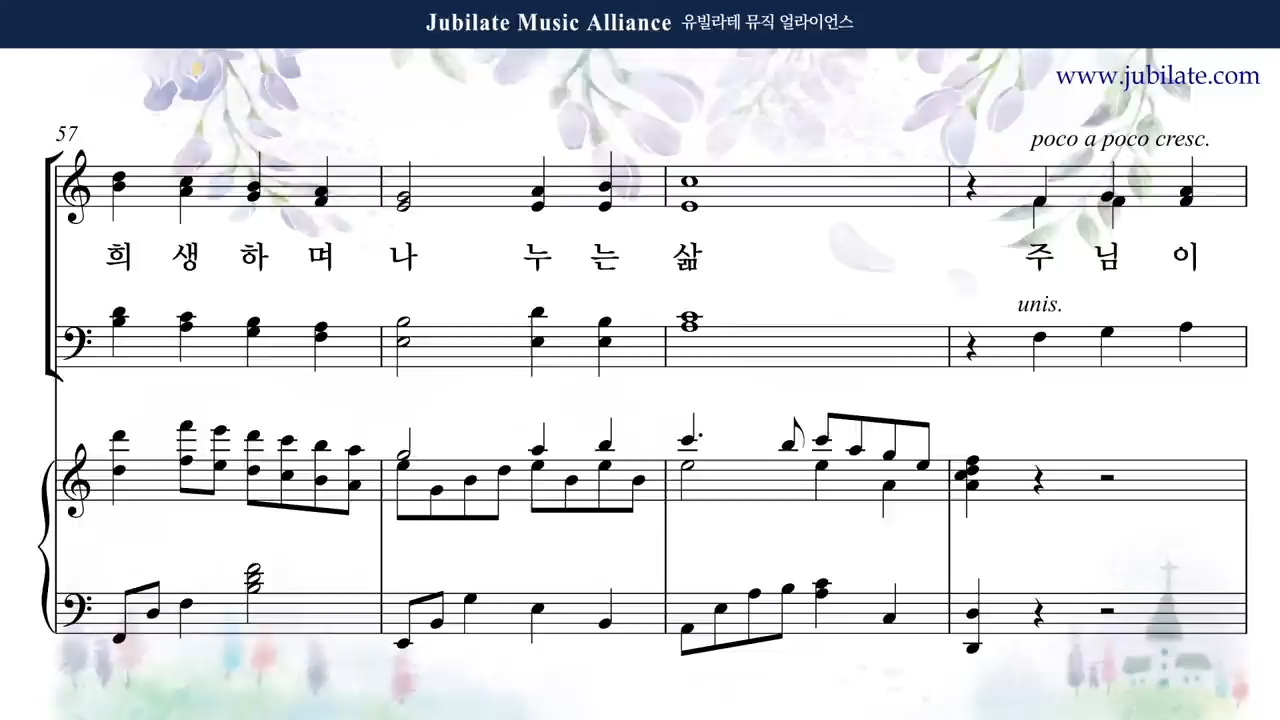 Jubilate Music Alliance 유빌라테 뮤직 얼라이언스
www.jubilate.com
57
poco a poco cresc.
희 생 하 며 나 누 는 삶 주 님 이
unis.